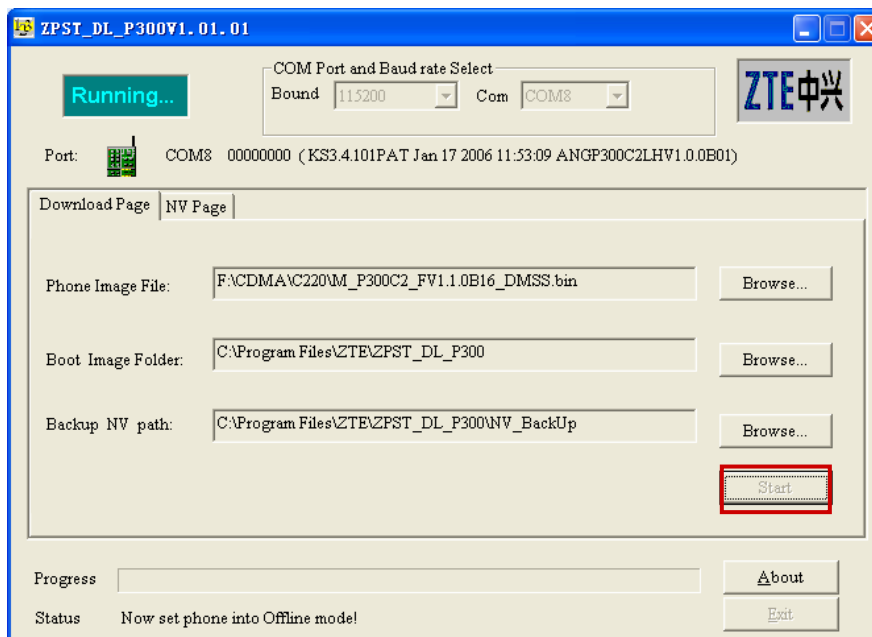 ZPST_DL_P300V1.01.01
Running...
COM Port and Baud rate Select
Bound 115200 Com COM8
ZTE中兴
Port: COM8 00000000 (KS3.4.101PAT Jan 17 2006 11:53:09 ANGP300C2LHV1.0.0B01)
Download Page NV Page
Phone Image File: F:\CDMA\C220\M_P300C2_FV1.1.0B16_DMSS.bin Browse...
Boot Image Folder: C:\Program Files\ZTE\ZPST_DL_P300 Browse...
Backup NV path: C:\Program Files\ZTE\ZPST_DL_P300\NV_BackUp Browse...
Start
Progress About
Status Now set phone into Offline mode! Exit